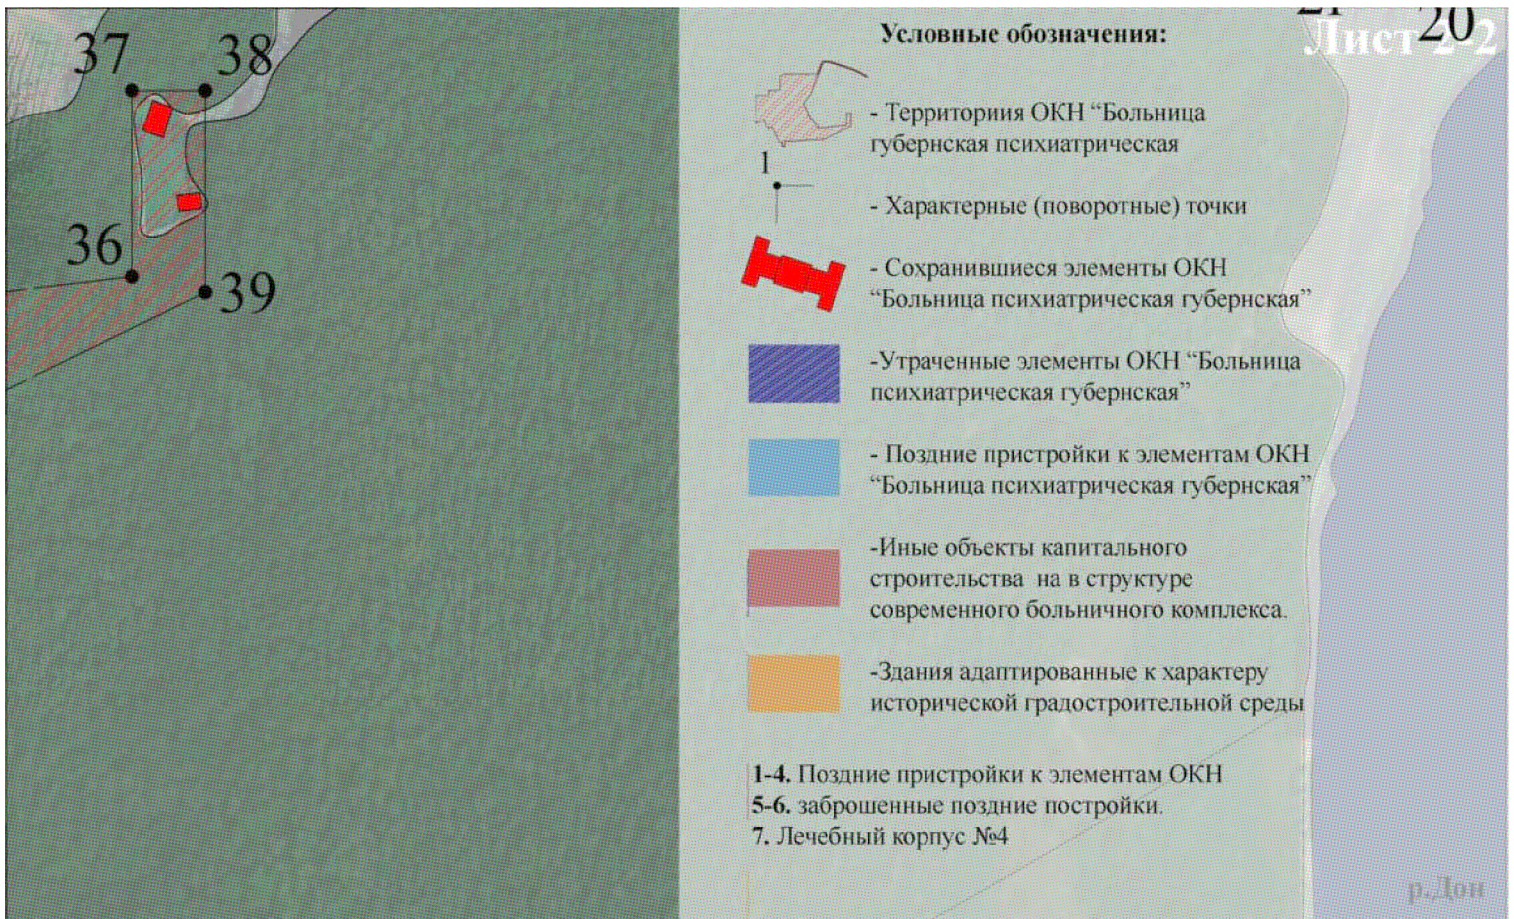 37
38
36
39
Условные обозначения:
20
Лист 2-2
- Территориия ОКН “Больница
губернская психиатрическая
1
- Характерные (поворотные) точки
- Сохранившиеся элементы ОКН
“Больница психиатрическая губернская”
-Утраченные элементы ОКН “Больница
психиатрическая губернская”
- Поздние пристройки к элементам ОКН
“Больница психиатрическая губернская”
-Иные объекты капитального
строительства на в структуре
современного больничного комплекса.
-Здания адаптированные к характеру
исторической градостроительной среды
1-4. Поздние пристройки к элементам ОКН
5-6. заброшенные поздние постройки.
7. Лечебный корпус №4
р.Дон